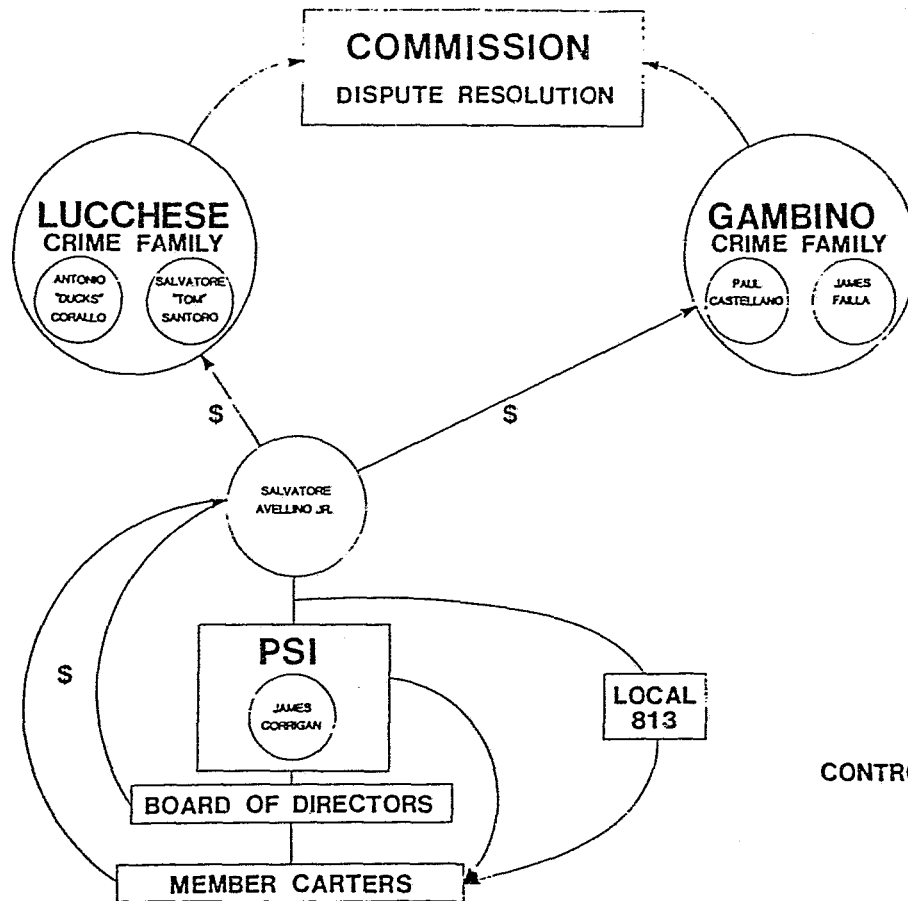 COMMISSION
DISPUTE RESOLUTION
LUCCHESE
CRIME FAMILY
ANTONIO
"DUCKS"
CORALLO
SALVATORE
"TOM"
SANTORO
GAMBINO
CRIME FAMILY
PAUL
CASTELLANO
JAMES
FAILLA
$
$
SALVATORE
AVELLINO JR.
PSI
JAMES
CORRIGAN
$
LOCAL
813
CONTRO
BOARD OF DIRECTORS
MEMBER CARTERS